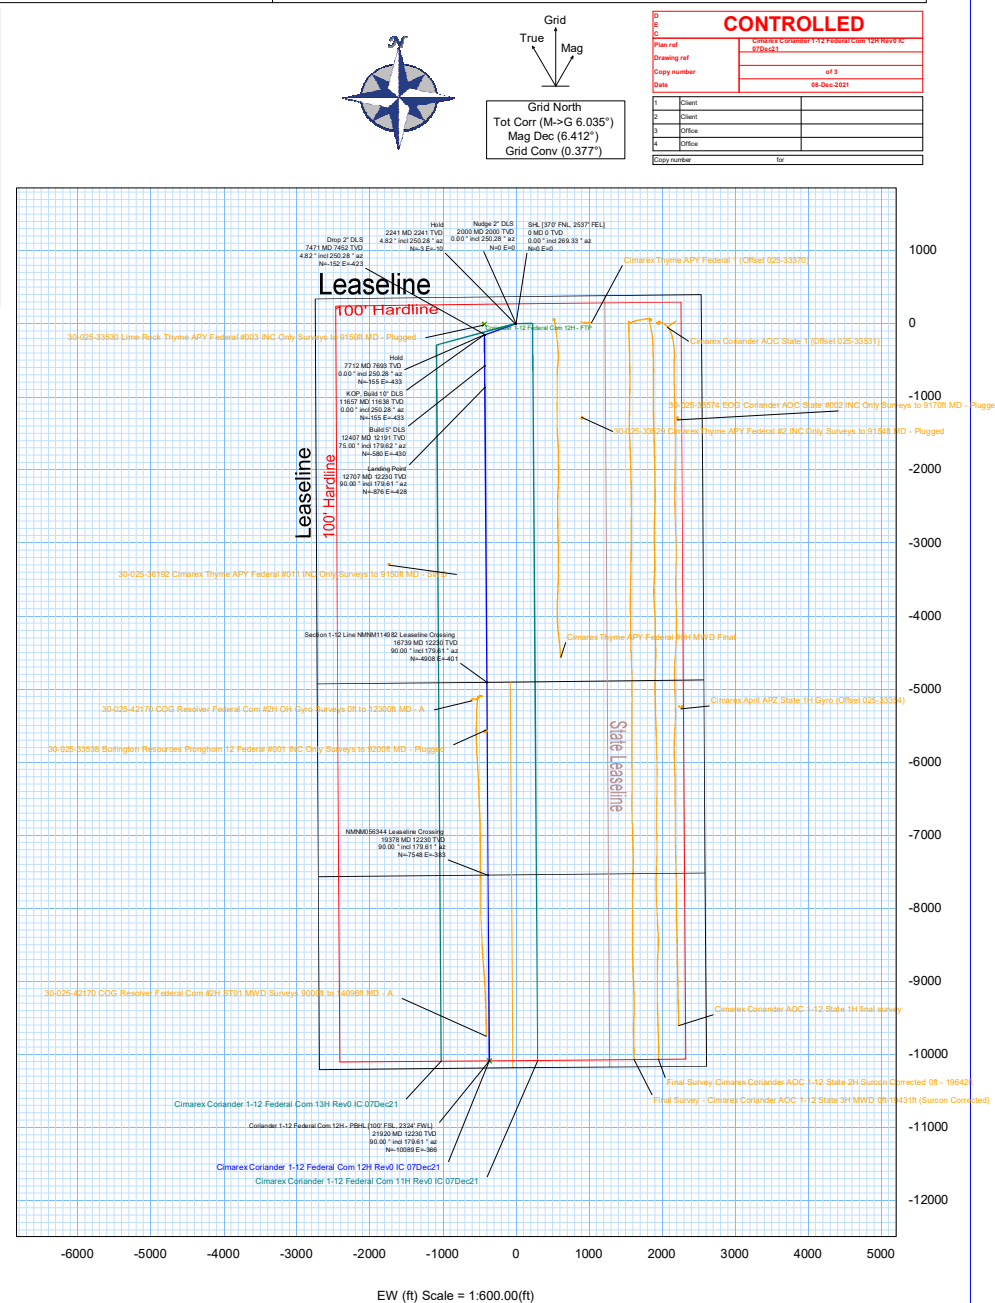 N
Grid
True
Mag
Grid North
Tot Corr (M->G 6.035°)
Mag Dec (6.412°)
Grid Conv (0.377°)
D
E
C
CONTROLLED
Plan ref
Cimarex Coriander 1-12 Federal Com 12H Rev0 IC
07Dec21
Drawing ref
Copy number
of 3
Date
08-Dec-2021
1 Client
2 Client
3 Office
4 Office
Copy number for
Drop 2° DLS
7471 MD 7452 TVD
4.82 ° incl 250.28 ° az
N=-152 E=-423
Hold
2241 MD 2241 TVD
4.82 ° incl 250.28 ° az
N=-3 E=-10
Nudge 2° DLS
2000 MD 2000 TVD
0.00 ° incl 250.28 ° az
N=0 E=0
SHL [370' FNL, 2537' FEL]
0 MD 0 TVD
0.00 ° incl 269.33 ° az
N=0 E=0
Cimarex Thyme APY Federal 1 (Offset 025-33370)
Leaseline
100' Hardline
Coriander 1-12 Federal Com 12H - FTP
30-025-33530 Lime Rock Thyme APY Federal #003 INC Only Surveys to 9150ft MD - Plugged
Cimarex Coriander AOC State 1 (Offset 025-33531)
Hold
7712 MD 7693 TVD
0.00 ° incl 250.28 ° az
N=-155 E=-433
KOP, Build 10° DLS
11657 MD 11638 TVD
0.00 ° incl 250.28 ° az
N=-155 E=-433
Build 5° DLS
12407 MD 12191 TVD
75.00 ° incl 179.62 ° az
N=-580 E=-430
Landing Point
12707 MD 12230 TVD
90.00 ° incl 179.61 ° az
N=-876 E=-428
30-025-33574 EOG Coriander AOC State #002 INC Only Surveys to 9170ft MD - Plugge
30-025-33529 Cimarex Thyme APY Federal #2 INC Only Surveys to 9154ft MD - Plugged
Leaseline
100' Hardline
30-025-36192 Cimarex Thyme APY Federal #011 INC Only Surveys to 9150ft MD
Section 1-12 Line NMNM114982 Leaseline Crossing
16739 MD 12230 TVD
90.00 ° incl 179.61 ° az
N=-4908 E=-401
Cimarex Thyme APY Federal #9H MWD Final
30-025-42170 COG Resolver Federal Com #2H OH Gyro Surveys 0ft to 12300ft MD - A
Cimarex April APZ State 1H Gyro (Offset 025-33394)
State Leaseline
30-025-33538 Burlington Resources Pronghorn 12 Federal #001 INC Only Surveys to 9200ft MD - Plugged
NMNM056344 Leaseline Crossing
19378 MD 12230 TVD
90.00 ° incl 179.61 ° az
N=-7548 E=-383
30-025-42170 COG Resolver Federal Com #2H ST01 MWD Surveys 9000ft to 14096ft MD - A
Cimarex Coriander AOC 1-12 State 1H final survey
Final Survey Cimarex Coriander AOC 1-12 State 2H Surcon Corrected 0ft - 19642ft
Final Survey - Cimarex Coriander AOC 1-12 State 3H MWD 0ft-19431ft (Surcon Corrected)
Cimarex Coriander 1-12 Federal Com 13H Rev0 IC 07Dec21
Coriander 1-12 Federal Com 12H - PBHL [100' FSL, 2324' FWL]
21920 MD 12230 TVD
90.00 ° incl 179.61 ° az
N=-10089 E=-366
Cimarex Coriander 1-12 Federal Com 12H Rev0 IC 07Dec21
Cimarex Coriander 1-12 Federal Com 11H Rev0 IC 07Dec21
1000
0
-1000
-2000
-3000
-4000
-5000
-6000
-7000
-8000
-9000
-10000
-11000
-12000
-6000 -5000 -4000 -3000 -2000 -1000 0 1000 2000 3000 4000 5000
EW (ft) Scale = 1:600.00(ft)